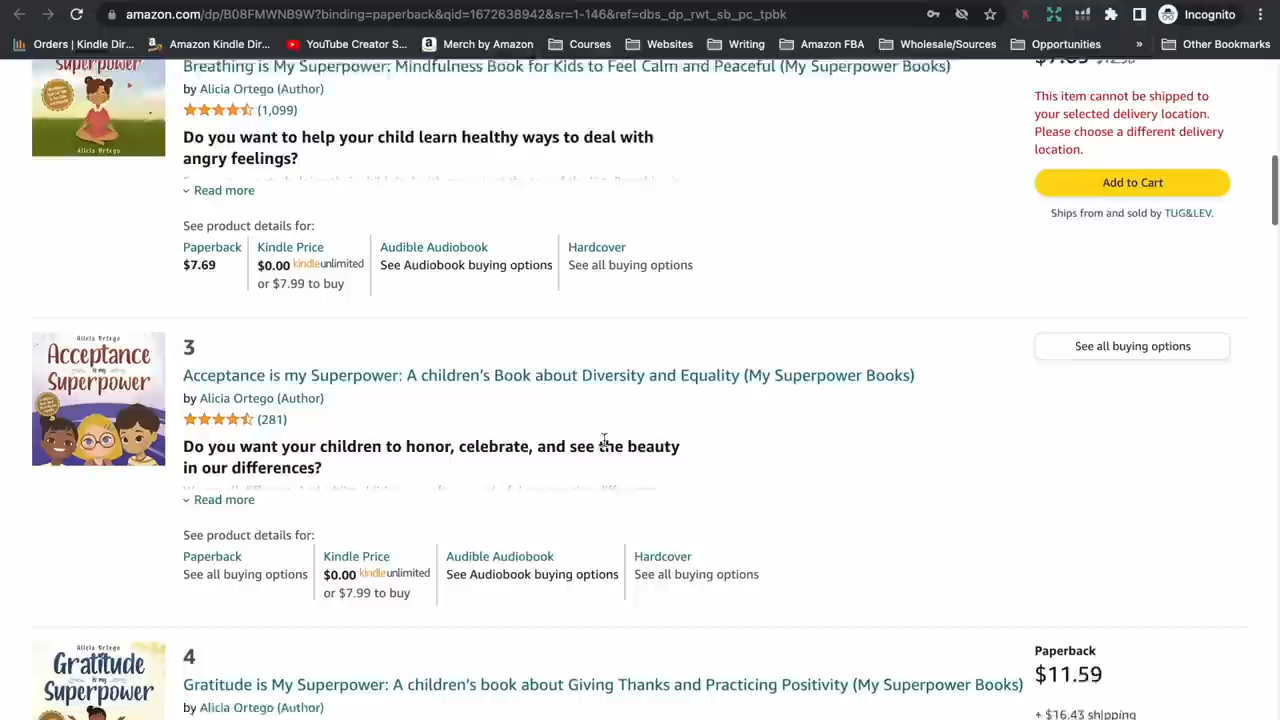 amazon.com/dp/B08FMWNB9W?binding=paperback&qid=1672638942&sr=1-146&ref=dbs_dp_rwt_sb_pc_tpbk
Incognito
Orders | Kindle Dir...
Amazon Kindle Dir...
YouTube Creator S...
Merch by Amazon
Courses
Websites
Writing
Amazon FBA
Wholesale/Sources
Opportunities
»
Other Bookmarks
superpower
Alicia Ortego
Breathing is My Superpower: Mindfulness Book for Kids to Feel Calm and Peaceful (My Superpower Books)
by Alicia Ortego (Author)
(1,099)
Do you want to help your child learn healthy ways to deal with
angry feelings?
Read more
See product details for:
Paperback
$7.69
Kindle Price
$0.00 kindleunlimited
or $7.99 to buy
Audible Audiobook
See Audiobook buying options
Hardcover
See all buying options
This item cannot be shipped to
your selected delivery location.
Please choose a different delivery
location.
Add to Cart
Ships from and sold by TUG&LEV.
Alicia Ortego
Acceptance
is my
Superpower
3
Acceptance is my Superpower: A children's Book about Diversity and Equality (My Superpower Books)
by Alicia Ortego (Author)
(281)
Do you want your children to honor, celebrate, and see the beauty
in our differences?
Read more
See product details for:
Paperback
See all buying options
Kindle Price
$0.00 kindleunlimited
or $7.99 to buy
Audible Audiobook
See Audiobook buying options
Hardcover
See all buying options
See all buying options
Alicia Ortego
Gratitude
is my
Superpower
4
Gratitude is My Superpower: A children's book about Giving Thanks and Practicing Positivity (My Superpower Books)
by Alicia Ortego (Author)
Paperback
$11.59
+ $16.43 shipping